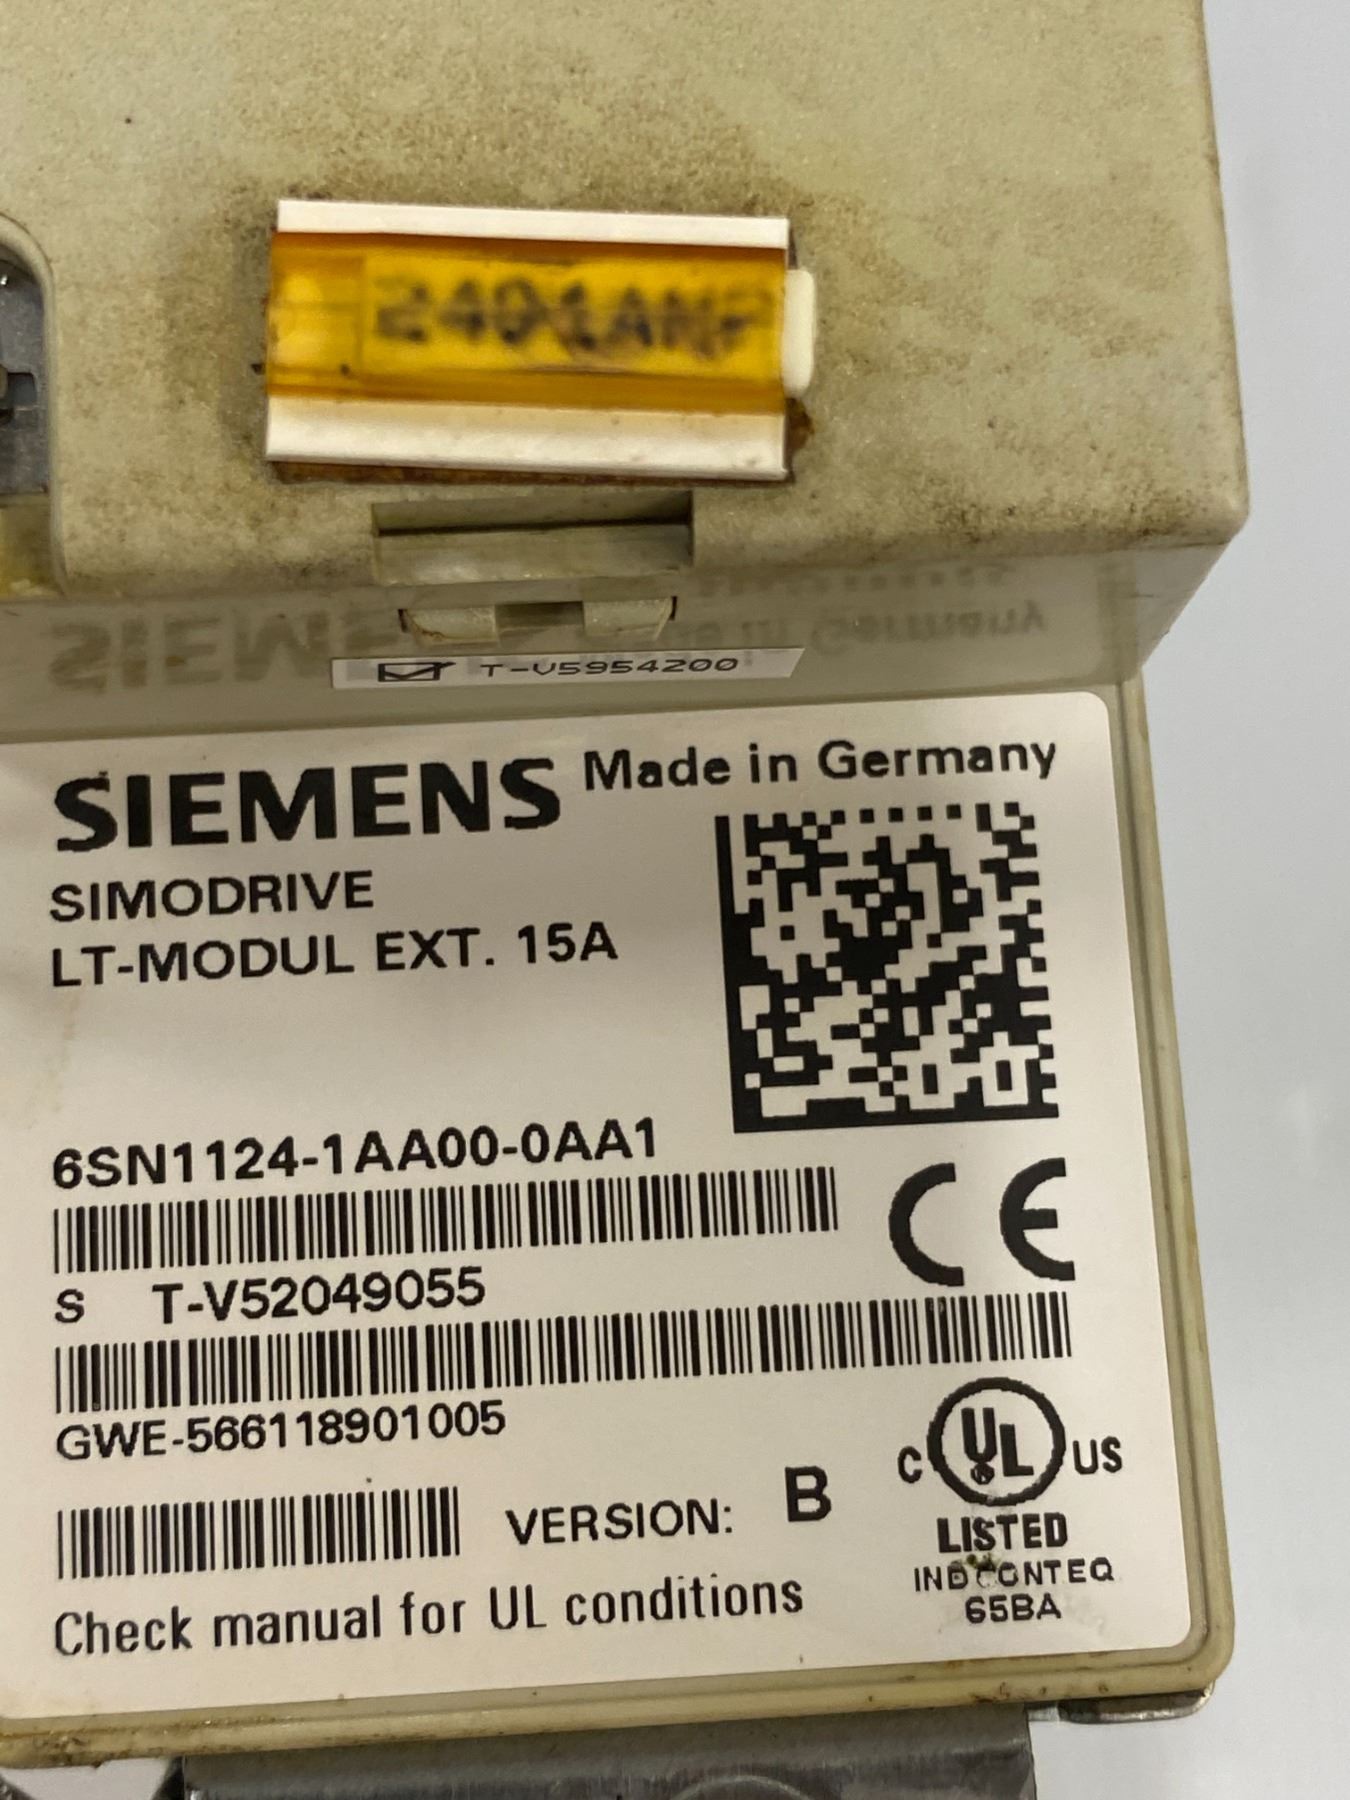 2401AMP
T-V5954200
SIEMENS Made in Germany
SIMODRIVE
LT-MODUL EXT. 15A
6SN1124-1AA00-0AA1
S T-V52049055
GWE-566118901005
VERSION: B
Check manual for UL conditions
C UL US
®
LISTED
IND CONT EQ
65BA